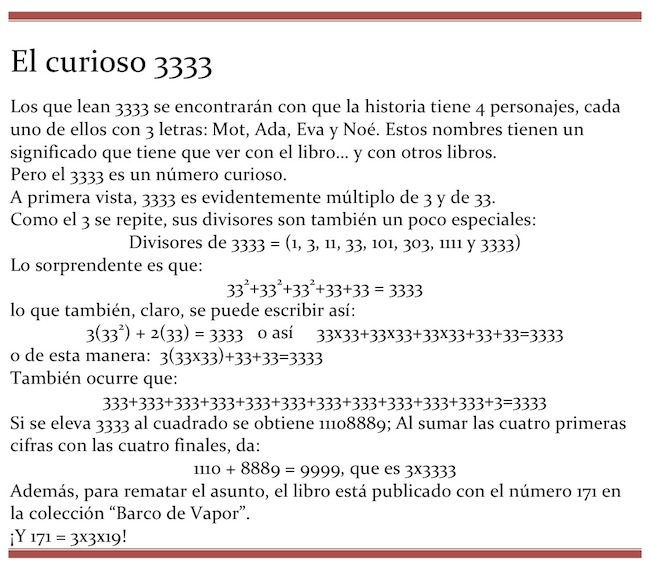 El curioso 3333
Los que lean 3333 se encontrarán con que la historia tiene 4 personajes, cada
uno de ellos con 3 letras: Mot, Ada, Eva y Noé. Estos nombres tienen un
significado que tiene que ver con el libro... y con otros libros.
Pero el 3333 es un número curioso.
A primera vista, 3333 es evidentemente múltiplo de 3 y de 33.
Como el 3 se repite, sus divisores son también un poco especiales:
Divisores de 3333 = (1, 3, 11, 33, 101, 303, 1111 y 3333)
Lo sorprendente es que:
33²+33²+33²+33+33 = 3333
lo que también, claro, se puede escribir así:
3(33²) + 2(33) = 3333 o así 33x33+33x33+33x33+33+33=3333
o de esta manera: 3(33x33)+33+33=3333
También ocurre que:
333+333+333+333+333+333+333+333+333+333+333+3=3333
Si se eleva 3333 al cuadrado se obtiene 11108889; Al sumar las cuatro primeras
cifras con las cuatro finales, da:
1110 + 8889 = 9999, que es 3x3333
Además, para rematar el asunto, el libro está publicado con el número 171 en
la colección “Barco de Vapor”.
¡Y 171 = 3x3x19!